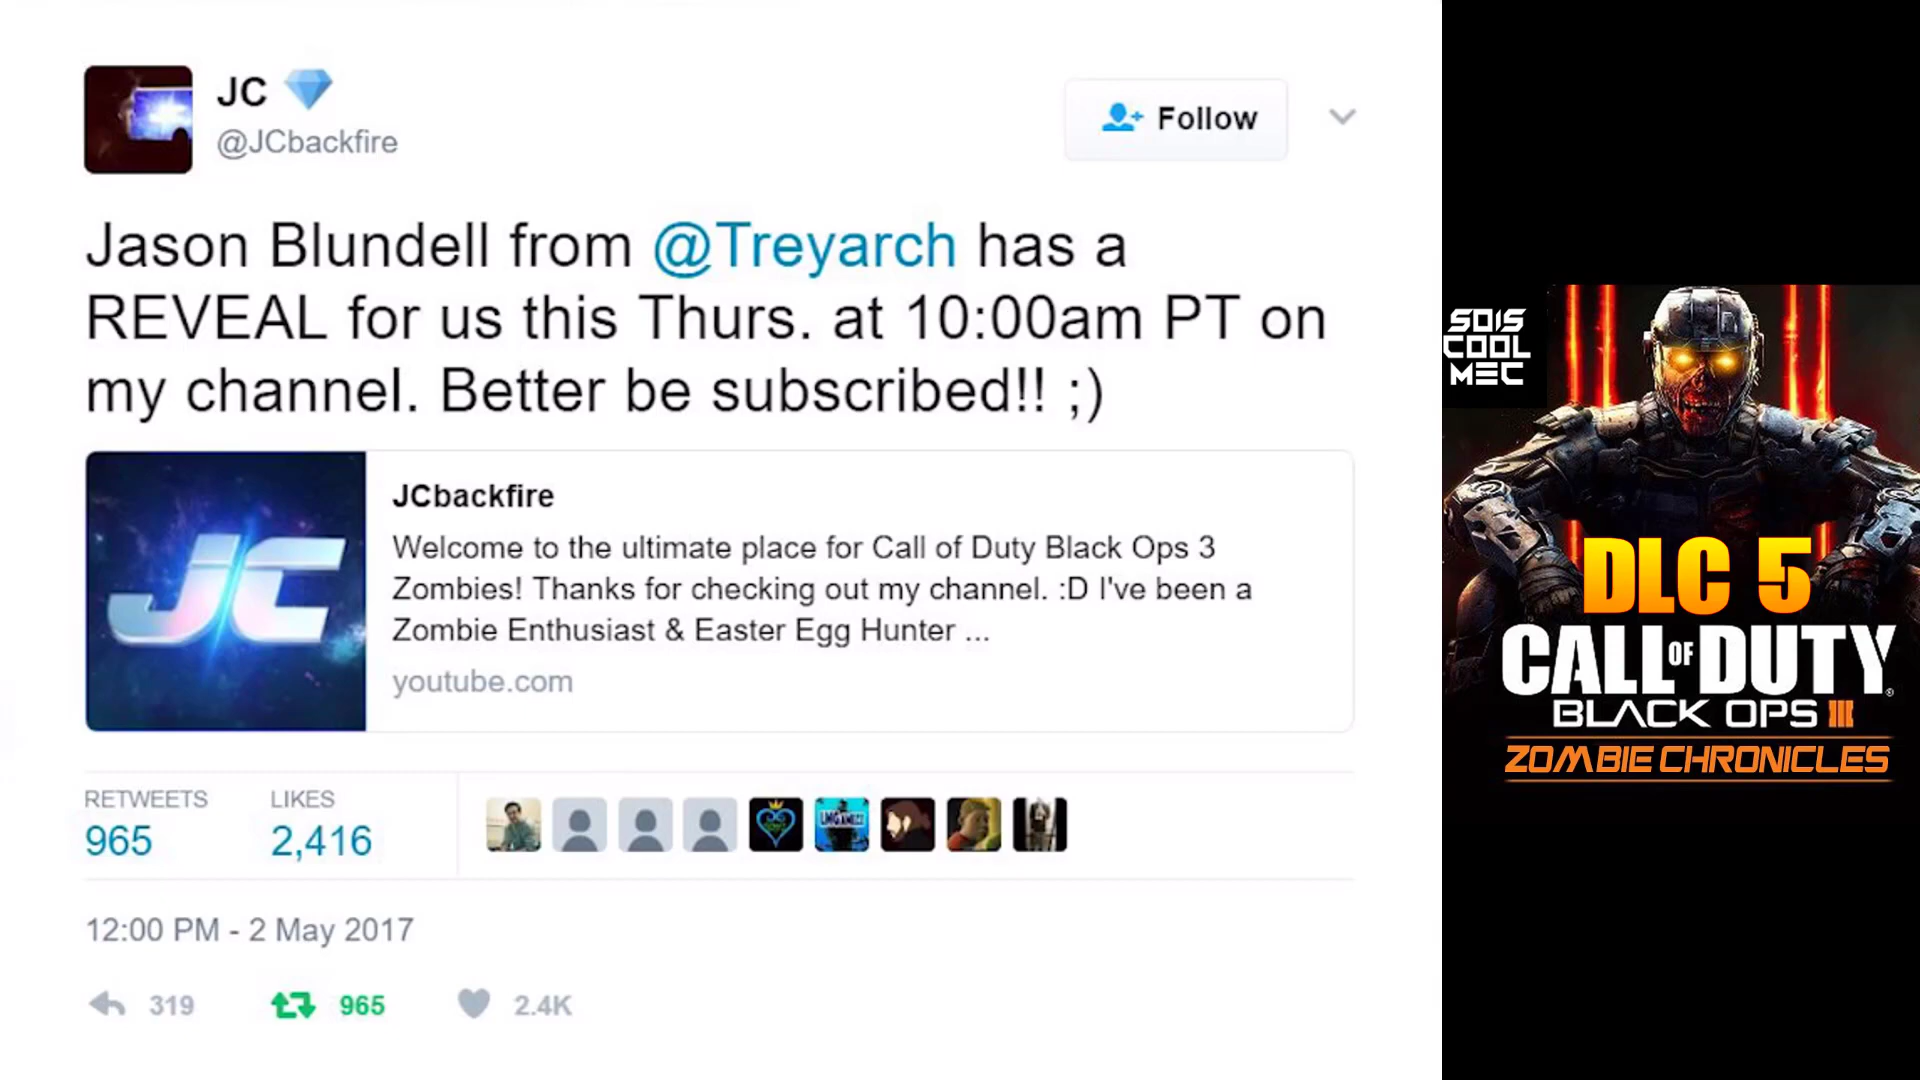 JC
@JCbackfire
Follow
Jason Blundell from @Treyarch has a
REVEAL for us this Thurs. at 10:00am PT on
my channel. Better be subscribed!! ;)
JC
JCbackfire
Welcome to the ultimate place for Call of Duty Black Ops 3
Zombies! Thanks for checking out my channel. :D I've been a
Zombie Enthusiast & Easter Egg Hunter ...
youtube.com
RETWEETS
965
LIKES
2,416
12:00 PM - 2 May 2017
319
965
2.4K
SOIS
COOL
MEC
DLC 5
CALL OF DUTY
BLACK OPS III
ZOMBIE CHRONICLES